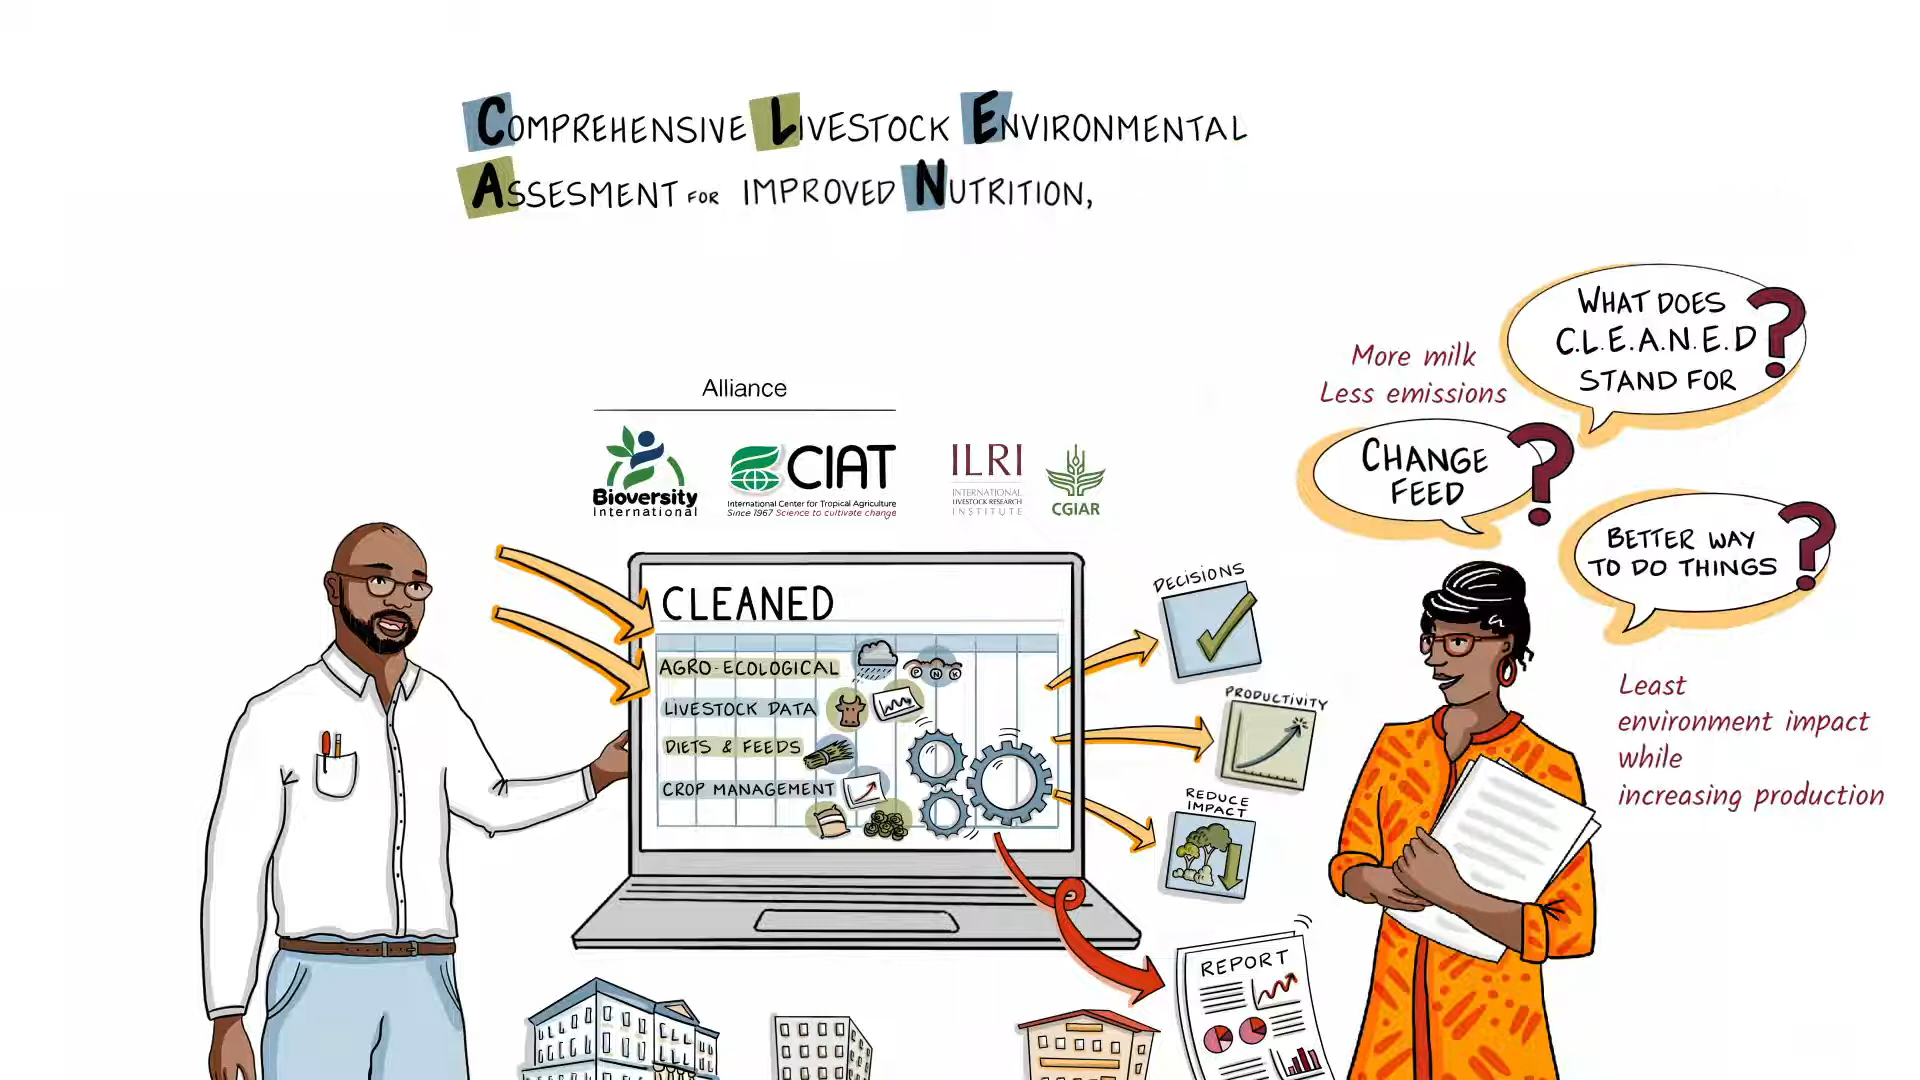 COMPREHENSIVE LIVESTOCK ENVIRONMENTAL
ASSESMENT FOR IMPROVED NUTRITION,
Alliance
Bioversity
International
CIAT
International Center for Tropical Agriculture
Since 1967 Science to cultivate change
ILRI
INTERNATIONAL
LIVESTOCK RESEARCH
INSTITUTE
CGIAR
WHAT DOES
C.L.E.A.N.E.D
STAND FOR
?
More milk
Less emissions
CHANGE
FEED
?
BETTER WAY
TO DO THINGS
?
Least
environment impact
while
increasing production
CLEANED
AGRO-ECOLOGICAL
P N K
LIVESTOCK DATA
DIETS & FEEDS
CROP MANAGEMENT
DECISIONS
PRODUCTIVITY
REDUCE
IMPACT
REPORT